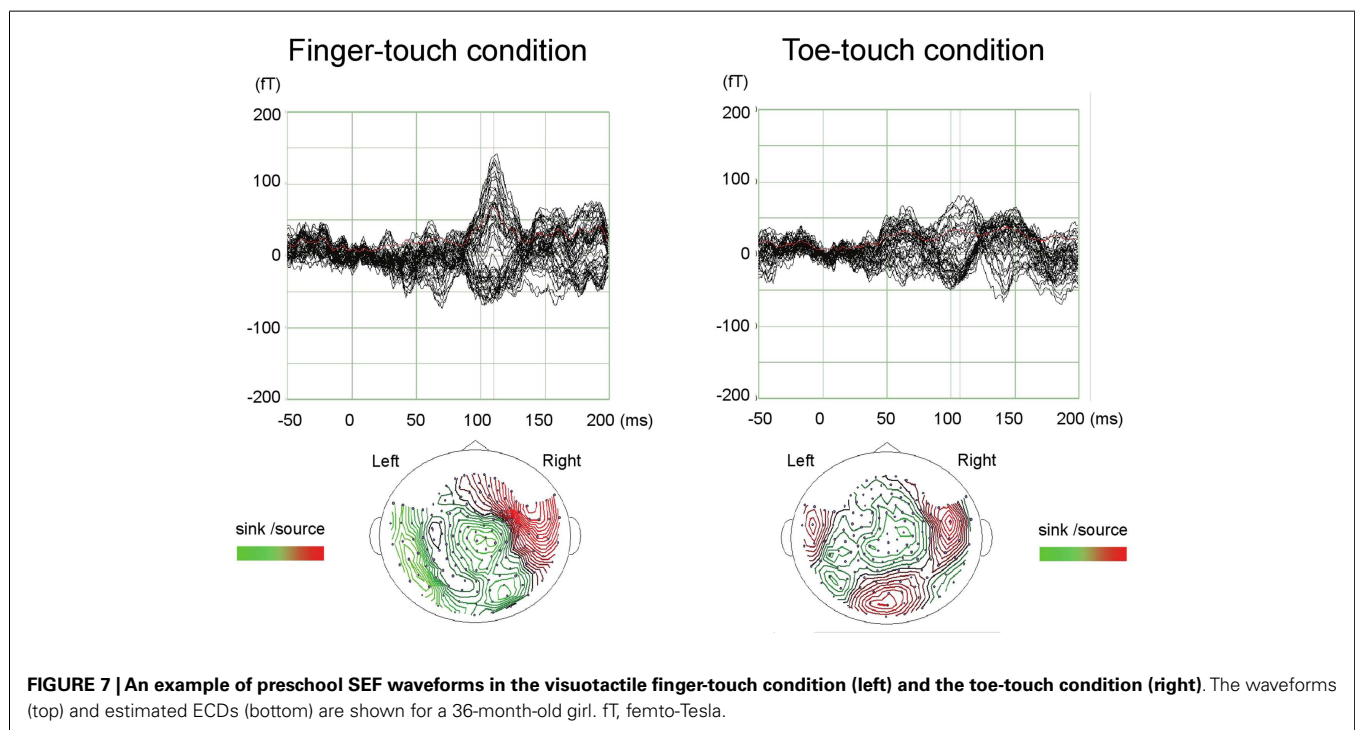 Finger-touch condition
Toe-touch condition
(fT)
(fT)
200
100
0
-100
-200
200
100
0
-100
-200
-50 0 50 100 150 200 (ms)
-50 0 50 100 150 200 (ms)
Left Right
Left Right
sink /source
sink /source
FIGURE 7 | An example of preschool SEF waveforms in the visuotactile finger-touch condition (left) and the toe-touch condition (right). The waveforms
(top) and estimated ECDs (bottom) are shown for a 36-month-old girl. fT, femto-Tesla.